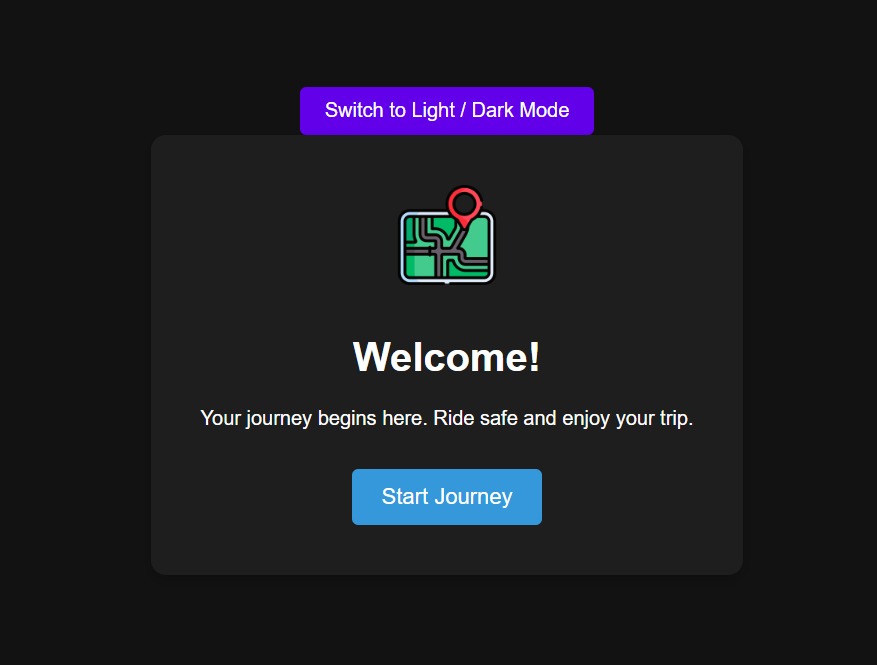 Switch to Light / Dark Mode
Welcome!
Your journey begins here. Ride safe and enjoy your trip.
Start Journey